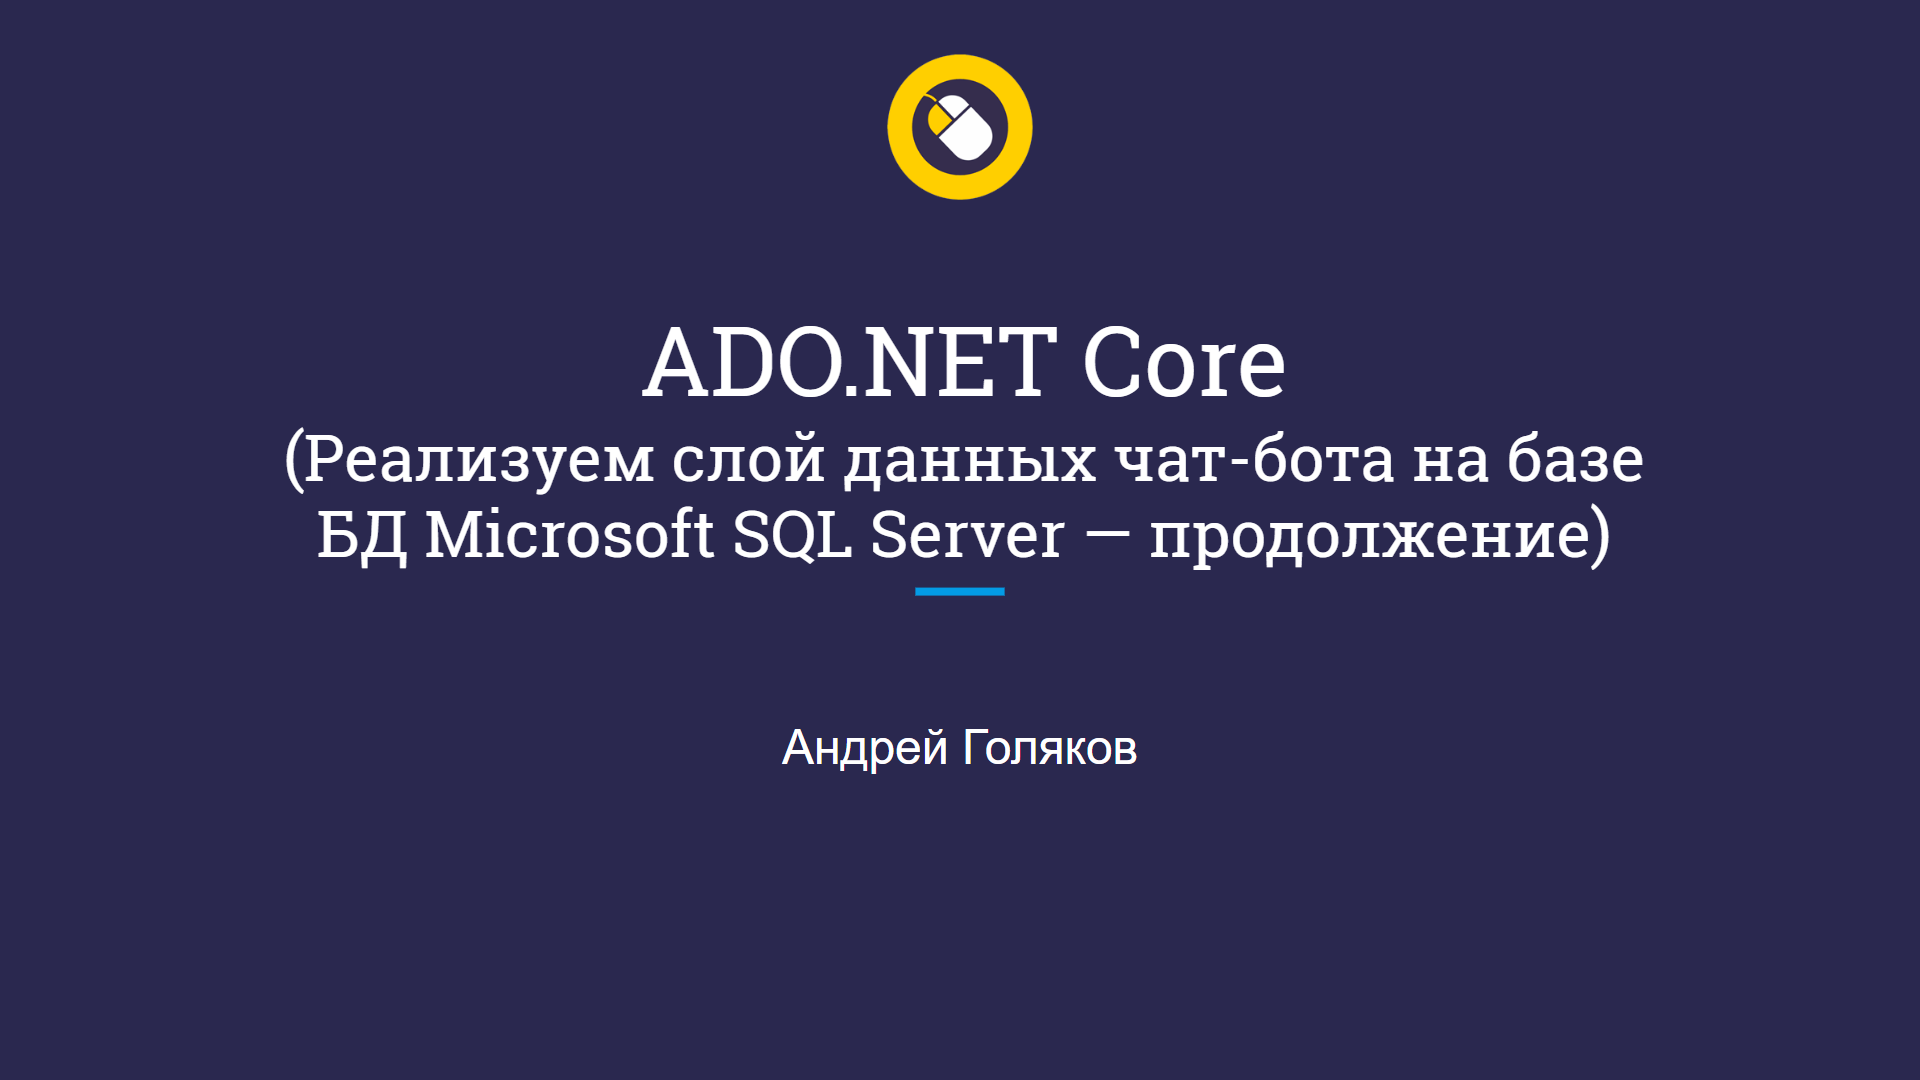 ADO.NET Core
(Реализуем слой данных чат-бота на базе
БД Microsoft SQL Server — продолжение)
Андрей Голяков